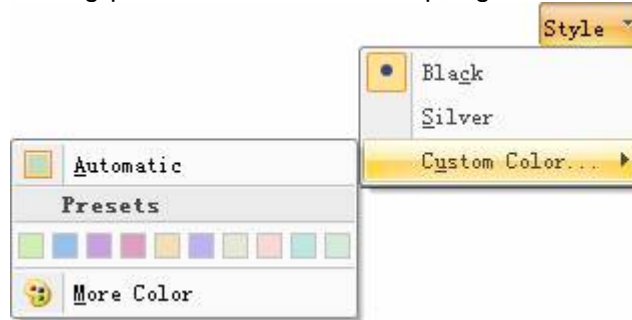 Style
Black
Silver
Custom Color...
Automatic
Presets
More Color